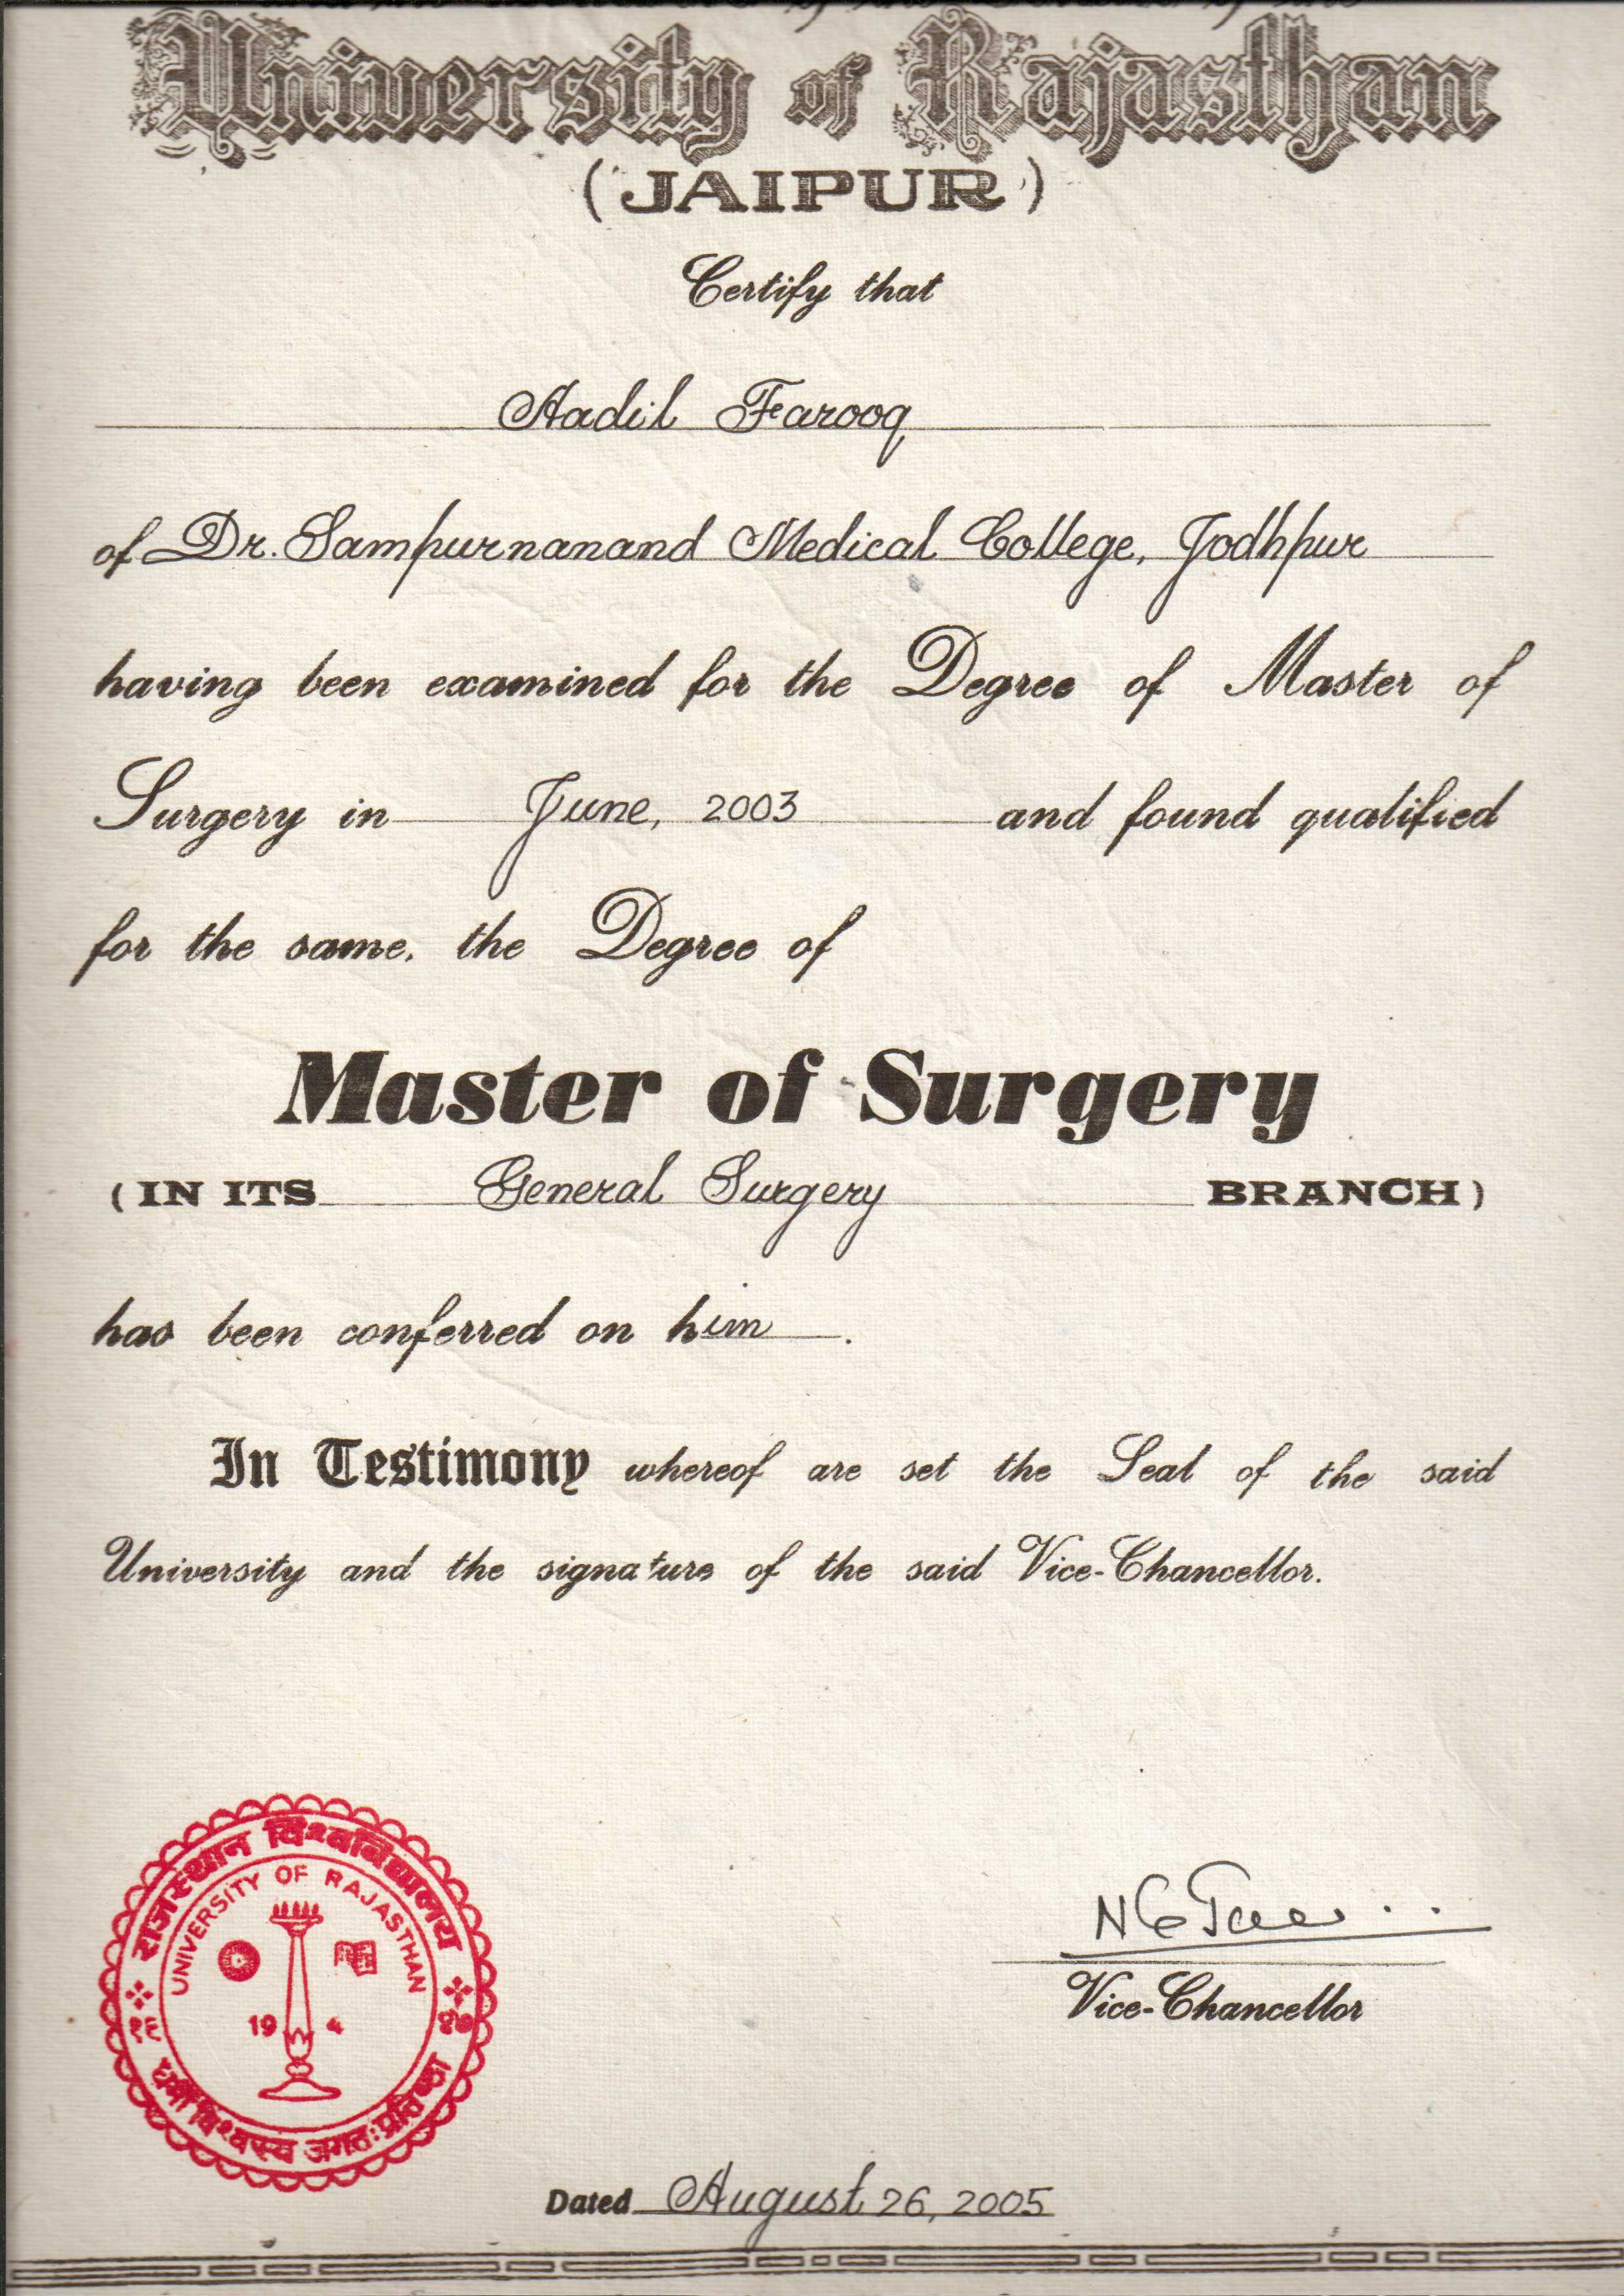 University of Rajasthan
(JAIPUR)
Certify that
Aadil Farooq
of Dr. Sampurnanand Medical College, Jodhpur
having been examined for the Degree of Master of
Surgery in June, 2003 and found qualified
for the same, the Degree of
Master of Surgery
(IN ITS General Surgery BRANCH)
has been conferred on him.
In Testimony whereof are set the Seal of the said
University and the signature of the said Vice-Chancellor.
राजस्थान विश्वविद्यालय
UNIVERSITY OF RAJASTHAN
19 4
१९ ४७
धर्मो विश्वस्य जगतः प्रतिष्ठा
Vice-Chancellor
Dated August 26, 2005